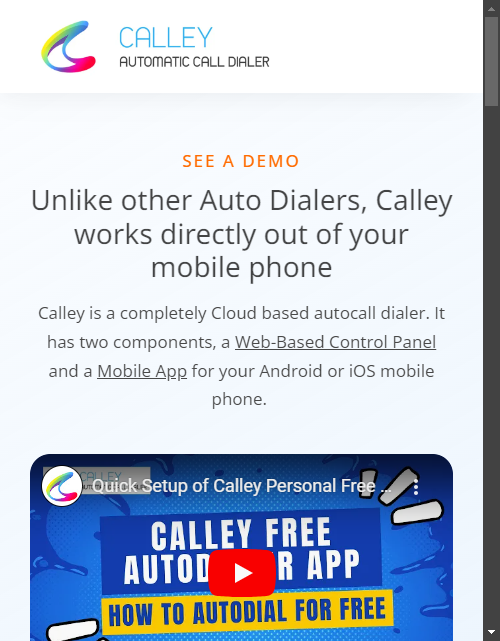 CALLEY
AUTOMATIC CALL DIALER
SEE A DEMO
Unlike other Auto Dialers, Calley
works directly out of your
mobile phone
Calley is a completely Cloud based autocall dialer. It
has two components, a Web-Based Control Panel
and a Mobile App for your Android or iOS mobile
phone.
Quick Setup of Calley Personal Free ...
CALLEY FREE
APP
HOW TO AUTODIAL FOR FREE